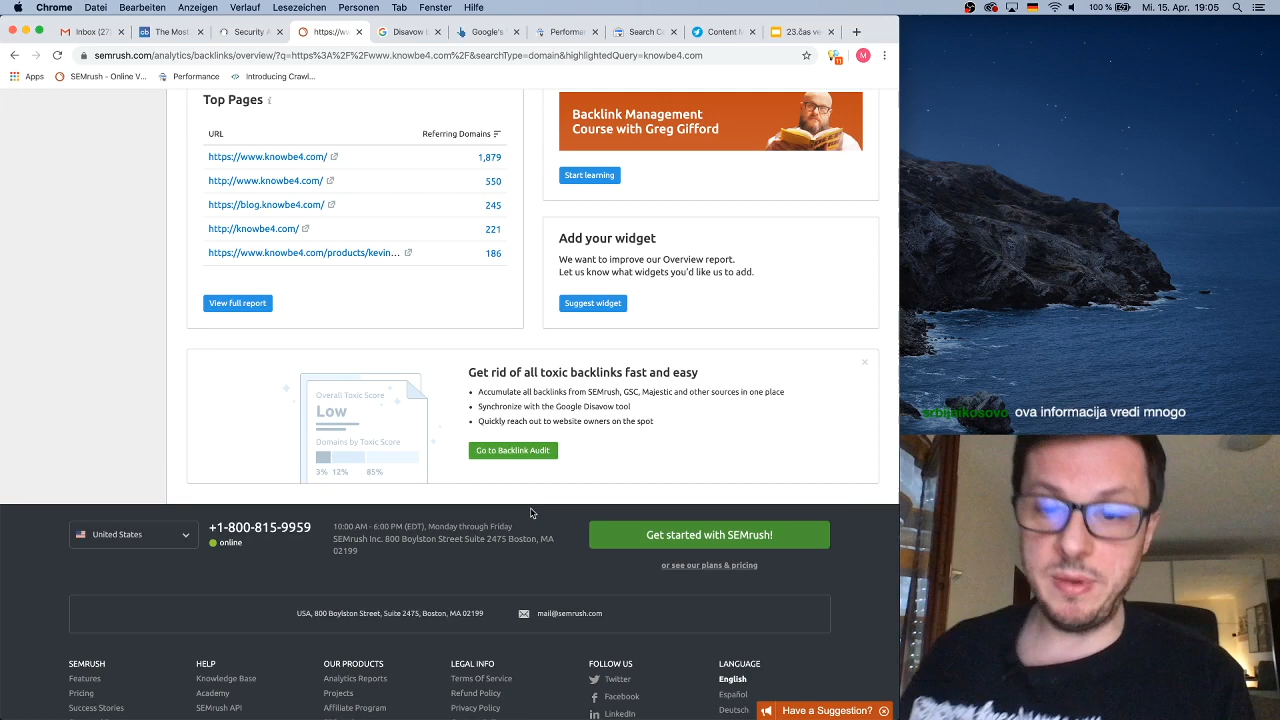 Chrome Datei Bearbeiten Anzeigen Verlauf Lesezeichen Personen Tab Fenster Hilfe
100 % Mi. 15. Apr. 19:05
Inbox (27 The Most Security A https://w Disavow L Google's Performa Search Co Content M 23.čas ve
semrush.com/analytics/backlinks/overview/?q=https%3A%2F%2Fwww.knowbe4.com%2F&searchType=domain&highlightedQuery=knowbe4.com
Apps SEMrush - Online V... Performance Introducing Crawl...
Top Pages
URL Referring Domains
https://www.knowbe4.com/ 1,879
http://www.knowbe4.com/ 550
https://blog.knowbe4.com/ 245
http://knowbe4.com/ 221
https://www.knowbe4.com/products/kevin... 186
View full report
Backlink Management
Course with Greg Gifford
Start learning
Add your widget
We want to improve our Overview report.
Let us know what widgets you'd like us to add.
Suggest widget
Overall Toxic Score
Low
Domains by Toxic Score
3% 12% 85%
Get rid of all toxic backlinks fast and easy
Accumulate all backlinks from SEMrush, GSC, Majestic and other sources in one place
Synchronize with the Google Disavow tool
Quickly reach out to website owners on the spot
Go to Backlink Audit
srbijaikosovo ova informacija vredi mnogo
United States
+1-800-815-9959
online
10:00 AM - 6:00 PM (EDT), Monday through Friday
SEMrush Inc. 800 Boylston Street Suite 2475 Boston, MA
02199
Get started with SEMrush!
or see our plans & pricing
USA, 800 Boylston Street, Suite 2475, Boston, MA 02199 mail@semrush.com
SEMRUSH HELP OUR PRODUCTS LEGAL INFO FOLLOW US LANGUAGE
Features Knowledge Base Analytics Reports Terms Of Service Twitter English
Pricing Academy Projects Refund Policy Facebook Español
Success Stories SEMrush API Affiliate Program Privacy Policy LinkedIn Deutsch
Have a Suggestion?